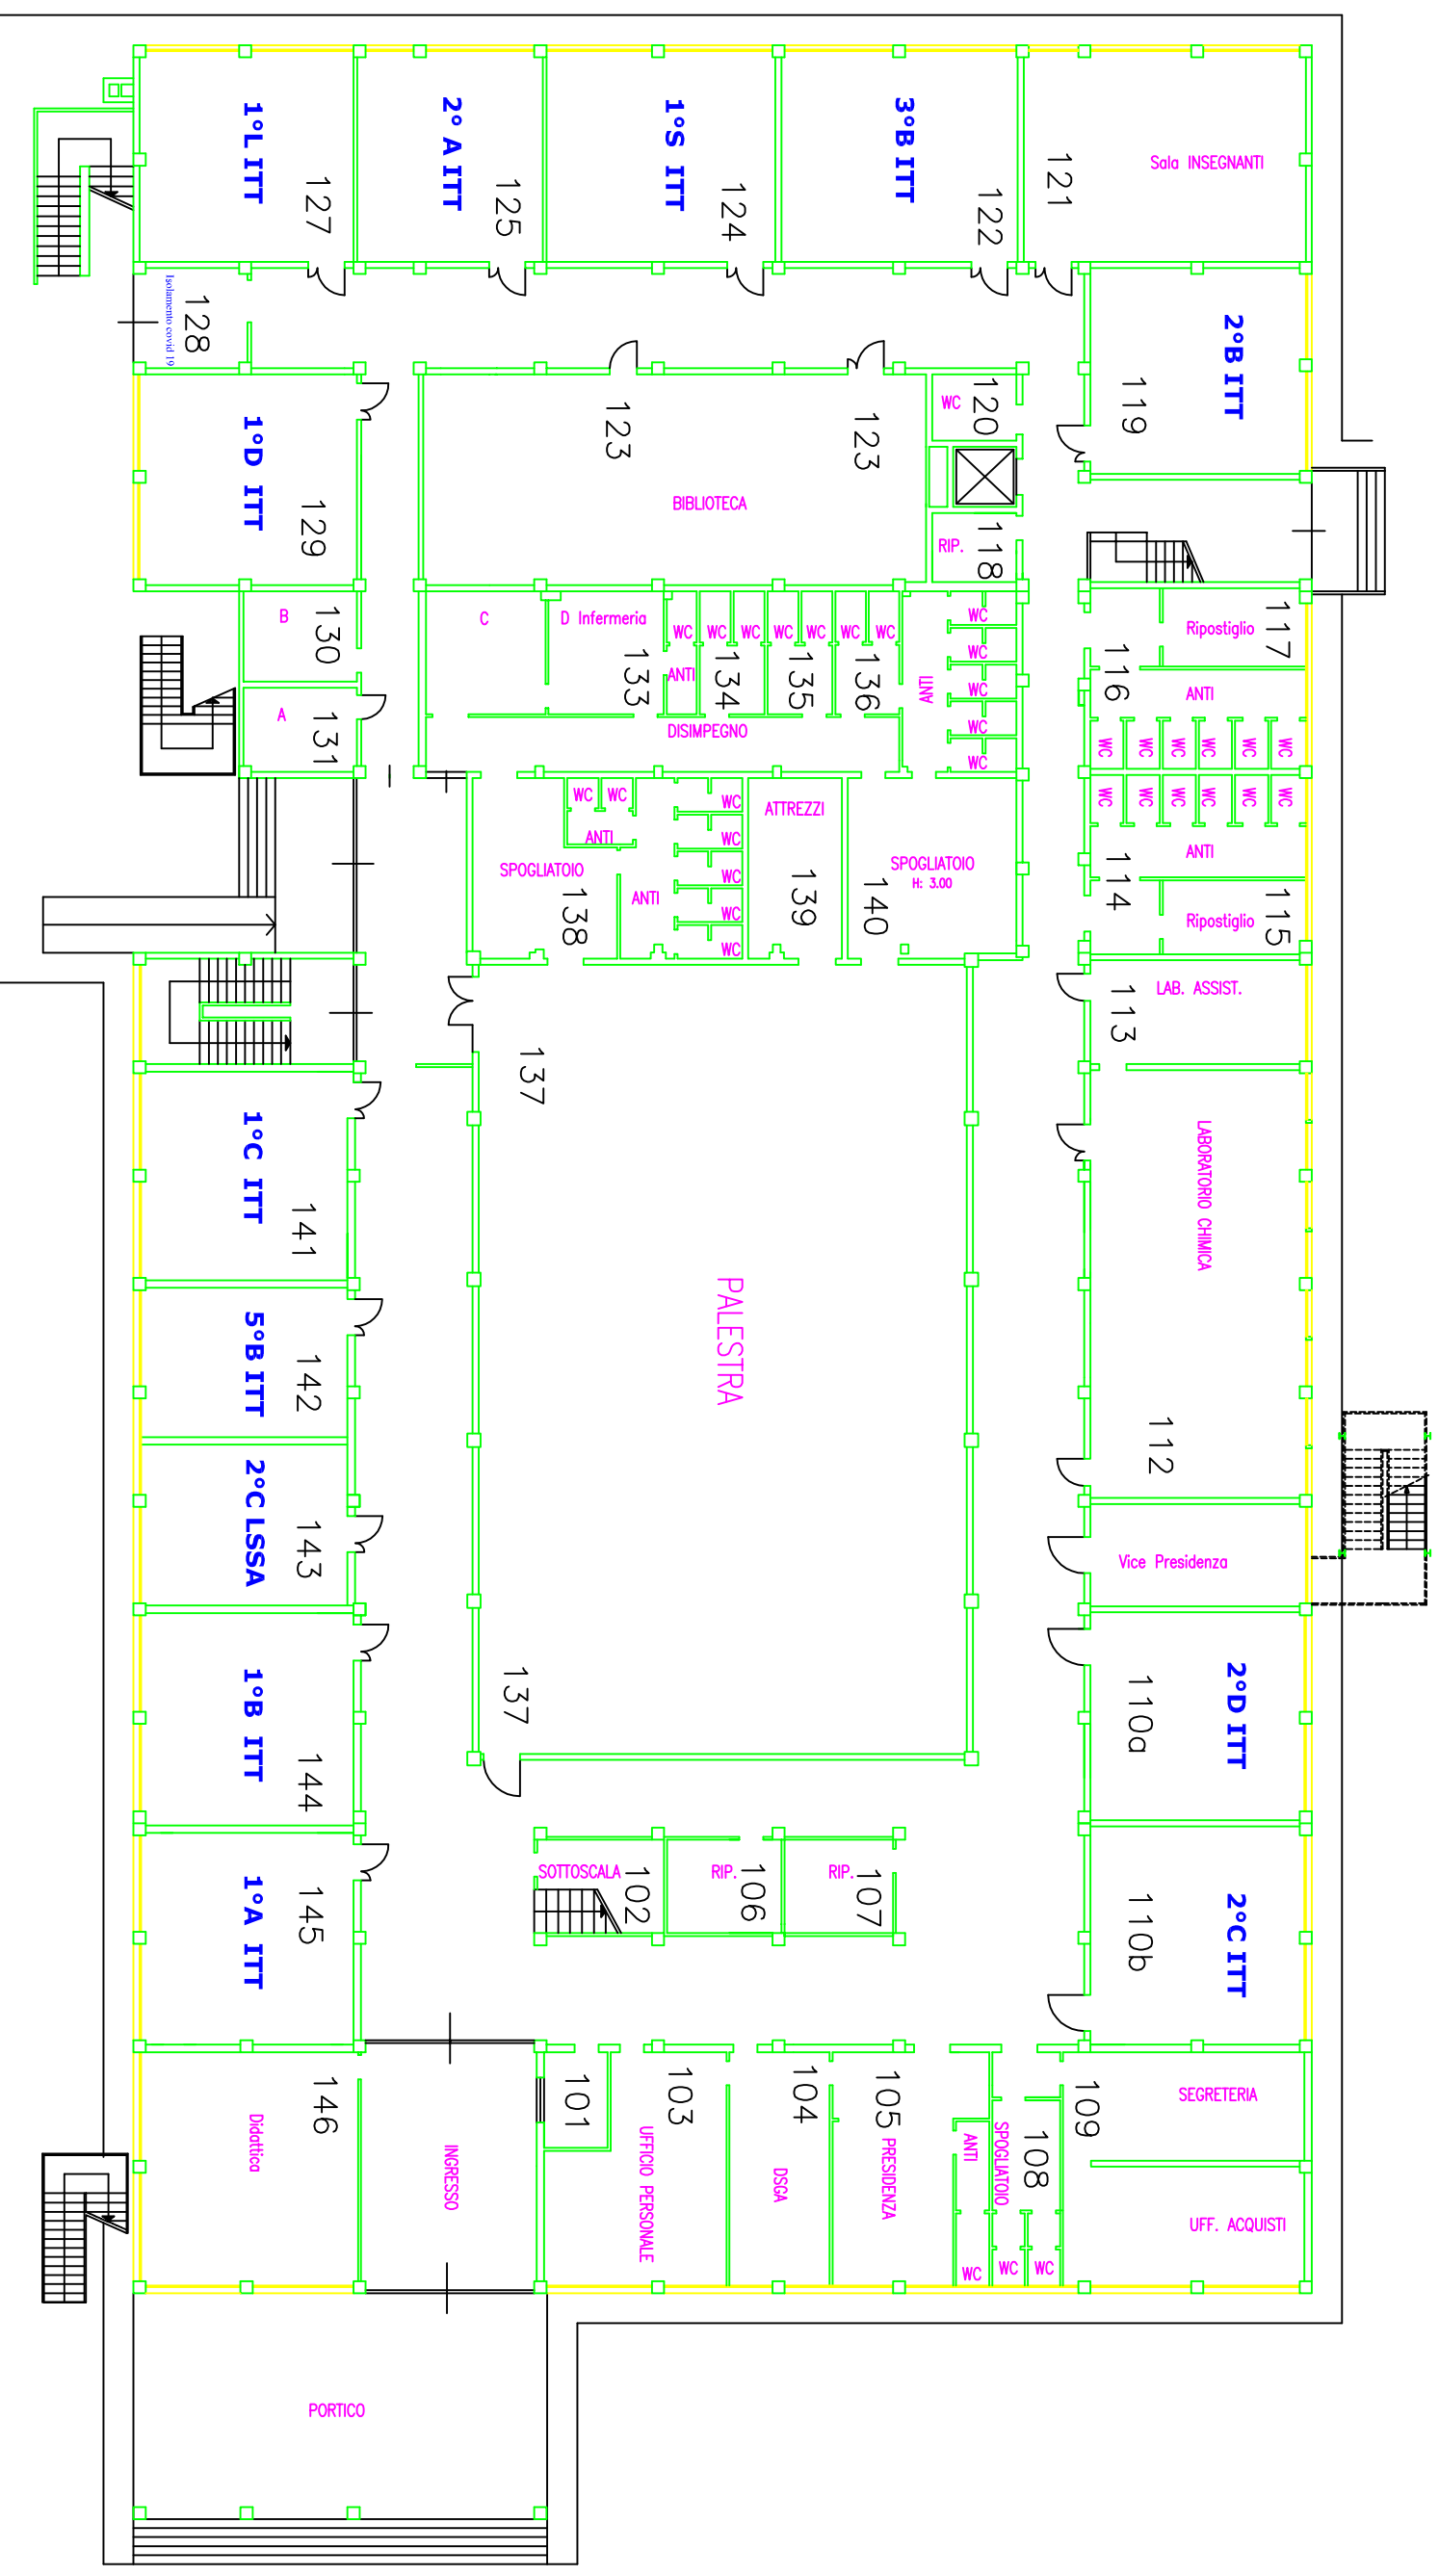 1°L ITT
127
2° A ITT
125
1°S ITT
124
3°B ITT
122
121
Sala INSEGNANTI
Isolamento covid 19
128
2°B ITT
119
1°D ITT
129
123
123
BIBLIOTECA
WC
120
RIP.
118
B
130
A
131
C
D Infermeria
133
WC
ANTI
WC
134
WC
WC
135
WC
WC
136
WC
ANTI
WC
WC
WC
WC
WC
DISIMPEGNO
117
Ripostiglio
116
ANTI
WC
WC
WC
WC
WC
WC
WC
WC
WC
WC
WC
WC
ANTI
114
115
Ripostiglio
WC
WC
ANTI
SPOGLIATOIO
138
ANTI
WC
WC
WC
WC
WC
ATTREZZI
139
SPOGLIATOIO
H: 3.00
140
LAB. ASSIST.
113
137
PALESTRA
137
LABORATORIO CHIMICA
112
1°C ITT
141
5°B ITT
142
2°C LSSA
143
1°B ITT
144
1°A ITT
145
Vice Presidenza
2°D ITT
110a
2°C ITT
110b
SOTTOSCALA
102
RIP.
106
RIP.
107
Didattica
146
INGRESSO
101
103
UFFICIO PERSONALE
104
DSGA
105
PRESIDENZA
ANTI
SPOGLIATOIO
108
WC
WC
WC
109
SEGRETERIA
UFF. ACQUISTI
PORTICO